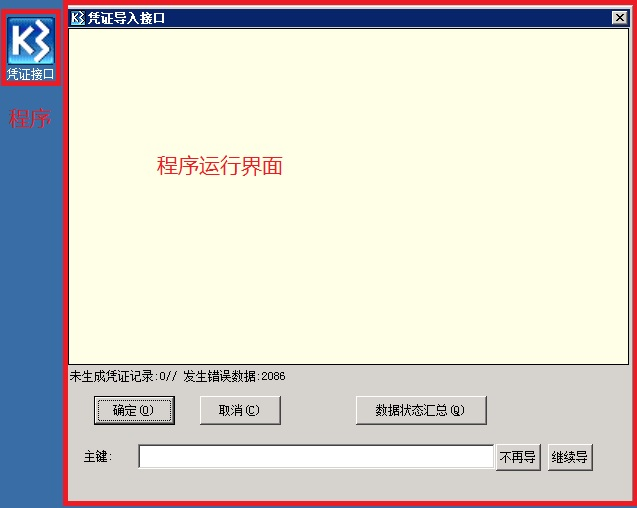 K3 凭证导入接口
K3
凭证接口
程序
程序运行界面
未生成凭证记录:0// 发生错误数据:2086
确定(O) 取消(C) 数据状态汇总(Q)
主键: 不再导 继续导